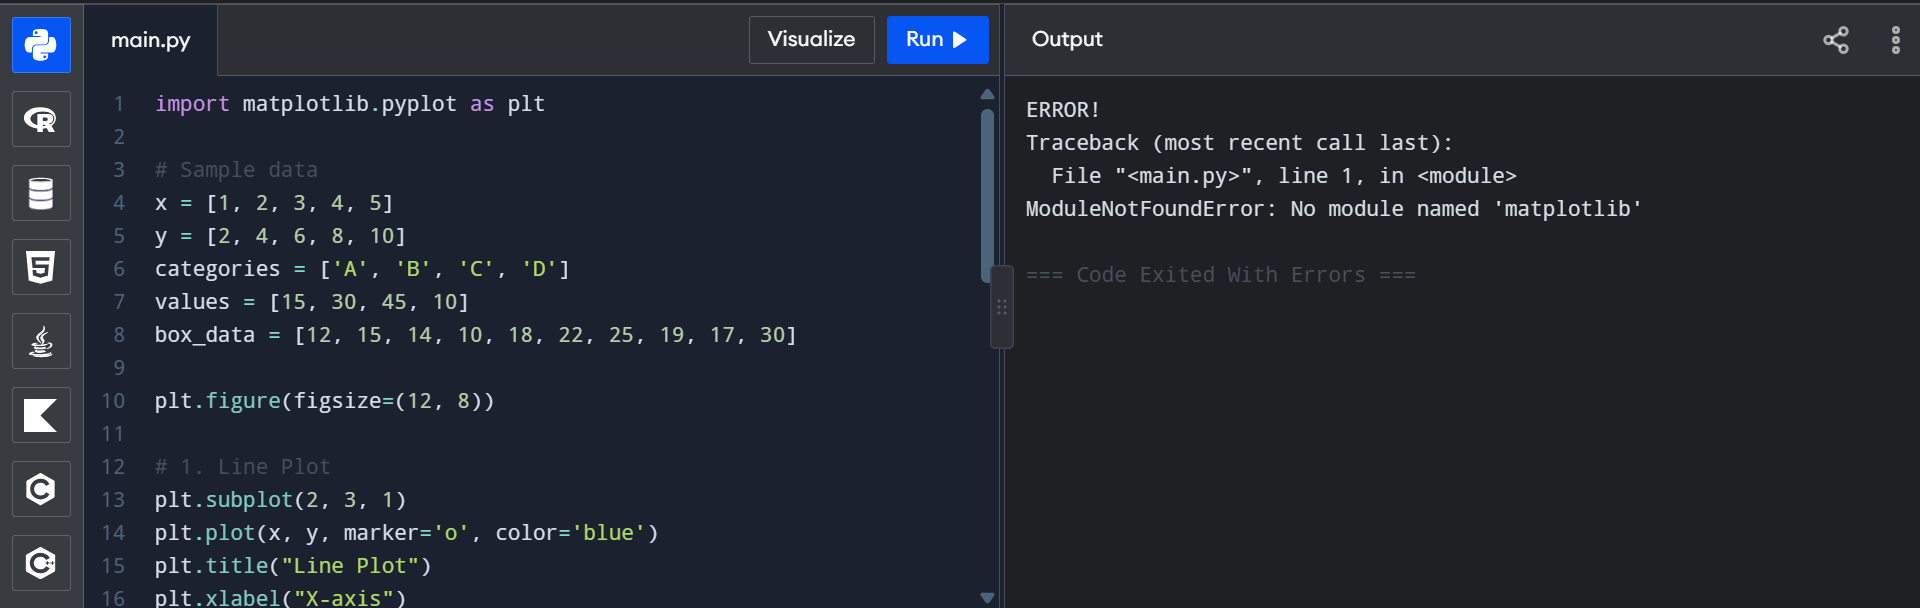 main.py
Visualize
Run
Output
1 import matplotlib.pyplot as plt
2
3 # Sample data
4 x = [1, 2, 3, 4, 5]
5 y = [2, 4, 6, 8, 10]
6 categories = ['A', 'B', 'C', 'D']
7 values = [15, 30, 45, 10]
8 box_data = [12, 15, 14, 10, 18, 22, 25, 19, 17, 30]
9
10 plt.figure(figsize=(12, 8))
11
12 # 1. Line Plot
13 plt.subplot(2, 3, 1)
14 plt.plot(x, y, marker='o', color='blue')
15 plt.title("Line Plot")
16 plt.xlabel("X-axis")
ERROR!
Traceback (most recent call last):
  File "<main.py>", line 1, in <module>
ModuleNotFoundError: No module named 'matplotlib'
=== Code Exited With Errors ===